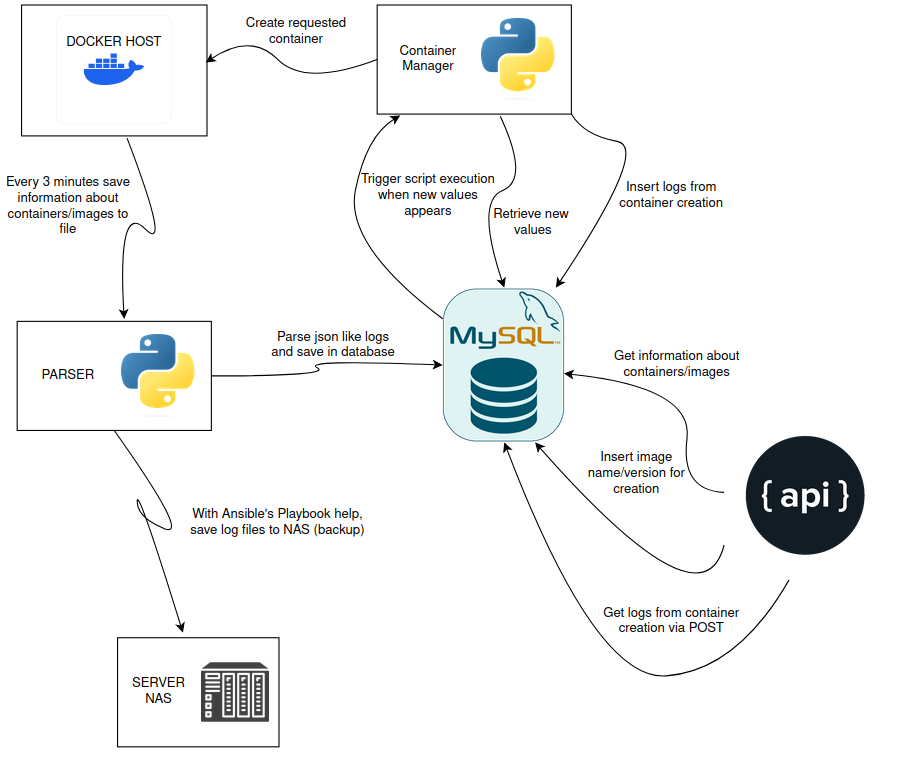 DOCKER HOST
Create requested
container
Container
Manager
Every 3 minutes save
information about
containers/images to
file
Trigger script execution
when new values
appears
Retrieve new
values
Insert logs from
container creation
PARSER
Parse json like logs
and save in database
MySQL
Get information about
containers/images
Insert image
name/version for
creation
{ api }
With Ansible's Playbook help,
save log files to NAS (backup)
Get logs from container
creation via POST
SERVER
NAS